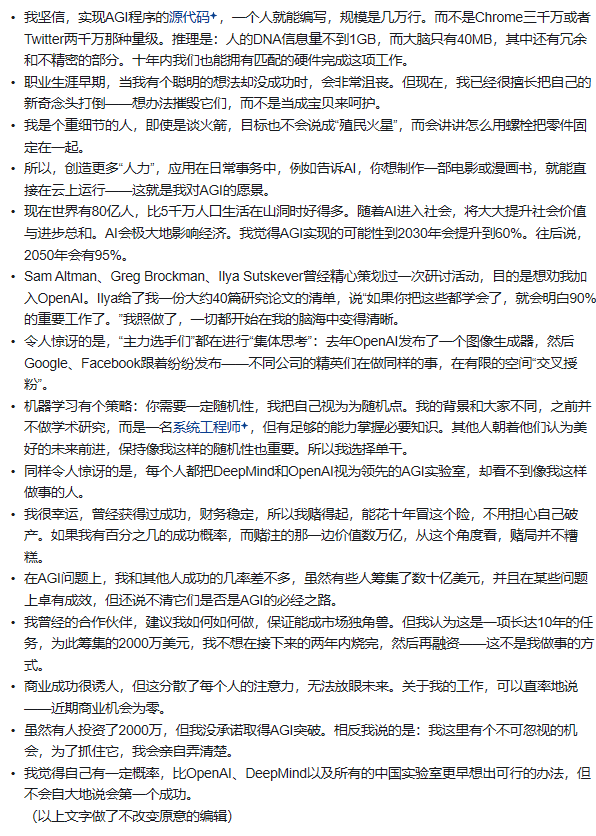 • 我坚信，实现AGI程序的源代码✦，一个人就能编写，规模是几万行。而不是Chrome三千万或者
Twitter两千万那种量级。推理是：人的DNA信息量不到1GB，而大脑只有40MB，其中还有冗余
和不精密的部分。十年内我们也能拥有匹配的硬件完成这项工作。
• 职业生涯早期，当我有个聪明的想法却没成功时，会非常沮丧。但现在，我已经很擅长把自己的
新奇念头打倒——想办法摧毁它们，而不是当成宝贝来呵护。
• 我是个重细节的人，即使是谈火箭，目标也不会说成“殖民火星”，而会讲讲怎么用螺栓把零件固
定在一起。
• 所以，创造更多“人力”，应用在日常事务中，例如告诉AI，你想制作一部电影或漫画书，就能直
接在云上运行——这就是我对AGI的愿景。
• 现在世界有80亿人，比5千万人口生活在山洞时好得多。随着AI进入社会，将大大提升社会价值
与进步总和。AI会极大地影响经济。我觉得AGI实现的可能性到2030年会提升到60%。往后说，
2050年会有95%。
• Sam Altman、Greg Brockman、Ilya Sutskever曾经精心策划过一次研讨活动，目的是想劝我加
入OpenAI。Ilya给了我一份大约40篇研究论文的清单，说“如果你把这些都学会了，就会明白90%
的重要工作了。”我照做了，一切都开始在我的脑海中变得清晰。
• 令人惊讶的是，“主力选手们”都在进行“集体思考”：去年OpenAI发布了一个图像生成器，然后
Google、Facebook跟着纷纷发布——不同公司的精英们在做同样的事，在有限的空间“交叉授
粉”。
• 机器学习有个策略：你需要一定随机性，我把自己视为为随机点。我的背景和大家不同，之前并
不做学术研究，而是一名系统工程师✦，但有足够的能力掌握必要知识。其他人朝着他们认为美
好的未来前进，保持像我这样的随机性也重要。所以我选择单干。
• 同样令人惊讶的是，每个人都把DeepMind和OpenAI视为领先的AGI实验室，却看不到像我这样
做事的人。
• 我很幸运，曾经获得过成功，财务稳定，所以我赌得起，能花十年冒这个险，不用担心自己破
产。如果我有百分之几的成功概率，而赌注的那一边价值数万亿，从这个角度看，赌局并不糟
糕。
• 在AGI问题上，我和其他人成功的几率差不多，虽然有些人筹集了数十亿美元，并且在某些问题
上卓有成效，但还说不清它们是否是AGI的必经之路。
• 我曾经的合作伙伴，建议我如何如何做，保证能成市场独角兽。但我认为这是一项长达10年的任
务，为此筹集的2000万美元，我不想在接下来的两年内烧完，然后再融资——这不是我做事的方
式。
• 商业成功很诱人，但这分散了每个人的注意力，无法放眼未来。关于我的工作，可以直率地说
——近期商业机会为零。
• 虽然有人投资了2000万，但我没承诺取得AGI突破。相反我说的是：我这里有个不可忽视的机
会，为了抓住它，我会亲自弄清楚。
• 我觉得自己有一定概率，比OpenAI、DeepMind以及所有的中国实验室更早想出可行的办法，但
不会自大地说会第一个成功。
（以上文字做了不改变原意的编辑）